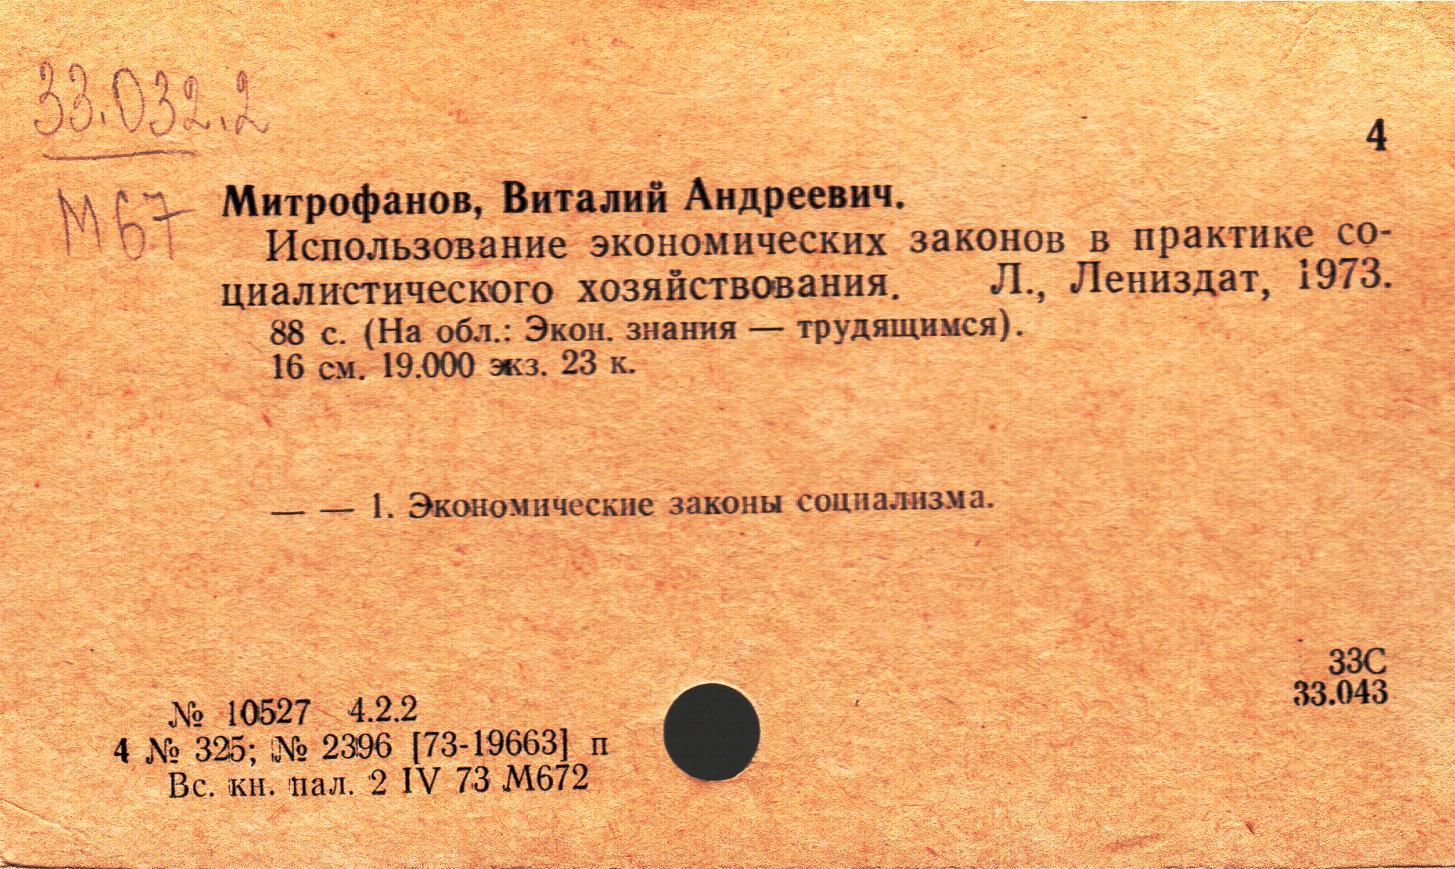 33.032.2
4
М67
Митрофанов, Виталий Андреевич.
Использование экономических законов в практике со-
циалистического хозяйствования. Л., Лениздат, 1973.
88 с. (На обл.: Экон. знания — трудящимся).
16 см. 19.000 экз. 23 к.
— — 1. Экономические законы социализма.
33С
33.043
№ 10527 4.2.2
4 № 325; № 2396 [73-19663] п
Вс. кн. пал. 2 IV 73 М672